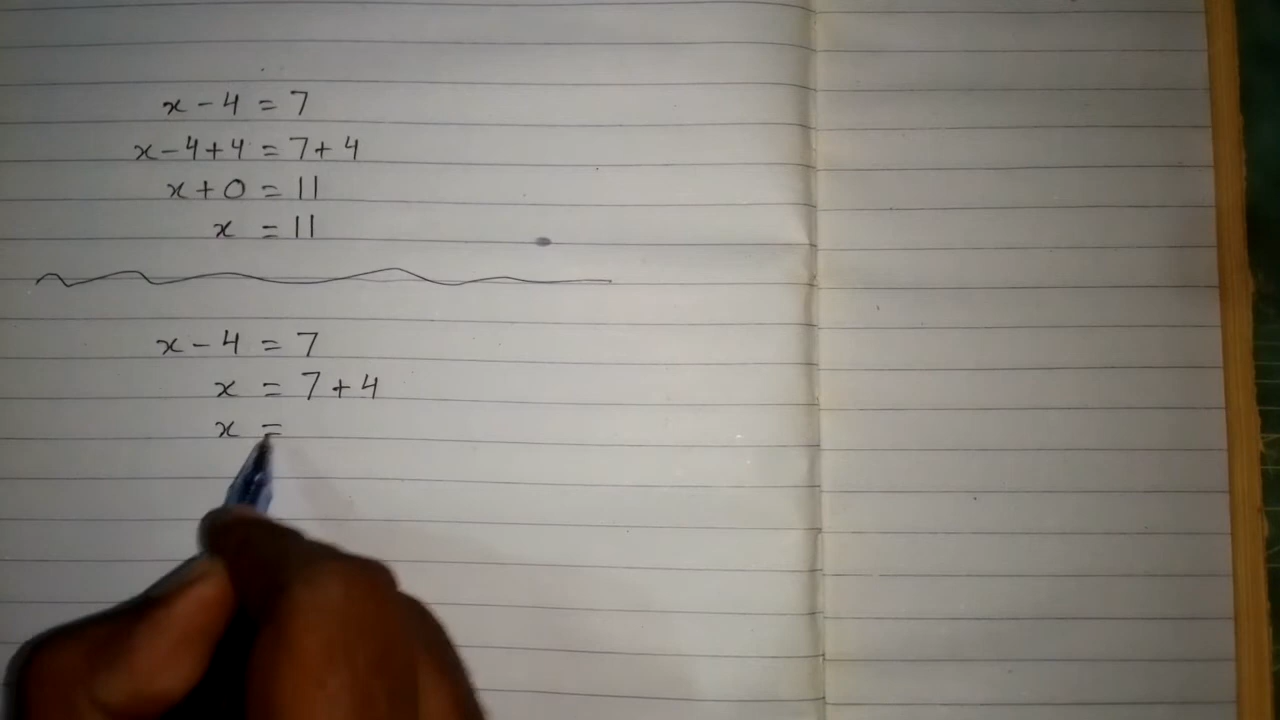 x - 4 = 7
x - 4 + 4 = 7 + 4
x + 0 = 11
x = 11
x - 4 = 7
x = 7 + 4
x =